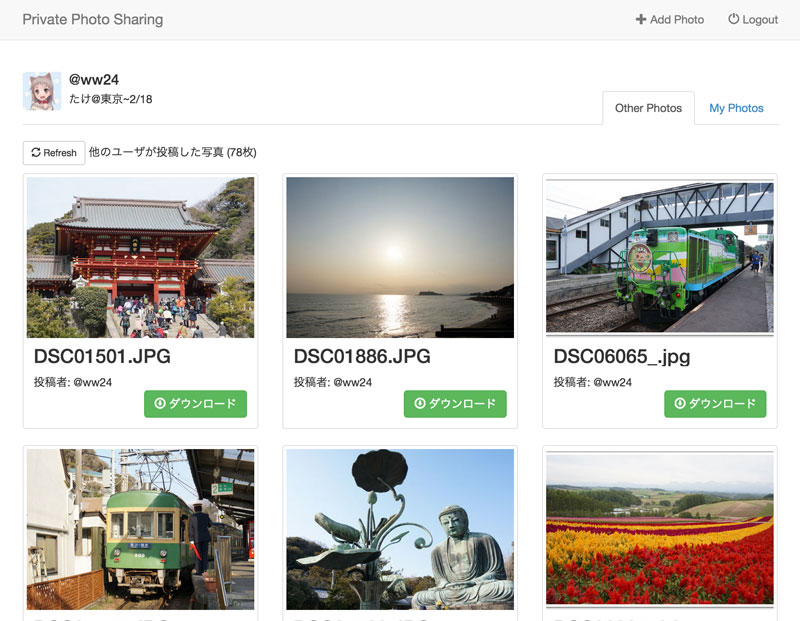 Private Photo Sharing
Add Photo
Logout
@ww24
たけ@東京~2/18
Other Photos
My Photos
Refresh
他のユーザが投稿した写真 (78枚)
DSC01501.JPG
DSC01886.JPG
DSC06065_.jpg
投稿者: @ww24
投稿者: @ww24
投稿者: @ww24
ダウンロード
ダウンロード
ダウンロード